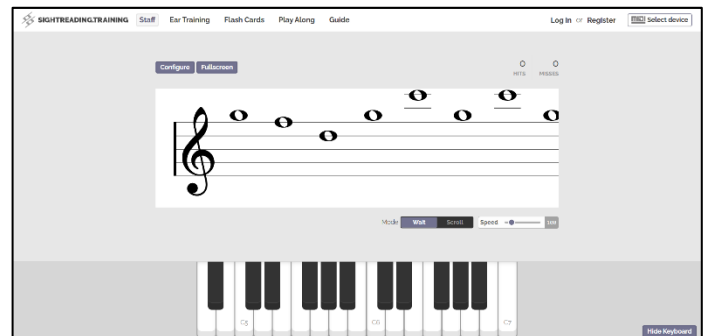 SIGHTREADING.TRAINING Staff Ear Training Flash Cards Play Along Guide Log In or Register Select device
Configure Fullscreen
0 0
HITS MISSES
Mode Wait Scroll Speed
C5 C6 C7
Hide Keyboard